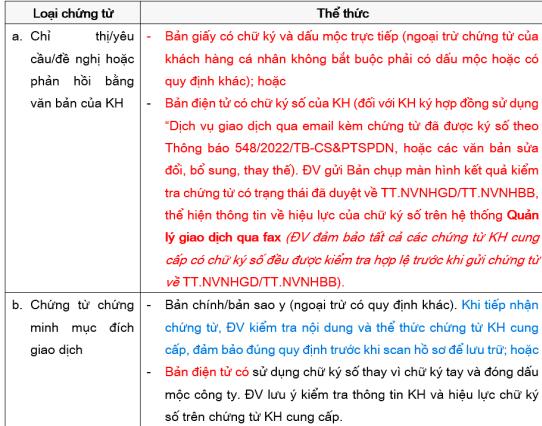 Loại chứng từ
Thể thức
a. Chỉ thị/yêu
cầu/đề nghị hoặc
phản hồi bằng
văn bản của KH
- Bản giấy có chữ ký và dấu mộc trực tiếp (ngoại trừ chứng từ của
khách hàng cá nhân không bắt buộc phải có dấu mộc hoặc có
quy định khác); hoặc
- Bản điện tử có chữ ký số của KH (đối với KH ký hợp đồng sử dụng
“Dịch vụ giao dịch qua email kèm chứng từ đã được ký số theo
Thông báo 548/2022/TB-CS&PTSPDN, hoặc các văn bản sửa
đổi, bổ sung, thay thế). ĐV gửi Bản chụp màn hình kết quả kiểm
tra chứng từ có trạng thái đã duyệt về TT.NVNHGD/TT.NVNHBB,
thể hiện thông tin về hiệu lực của chữ ký số trên hệ thống Quản
lý giao dịch qua fax (ĐV đảm bảo tất cả các chứng từ KH cung
cấp có chữ ký số đều được kiểm tra hợp lệ trước khi gửi chứng từ
về TT.NVNHGD/TT.NVNHBB).
b. Chứng từ chứng
minh mục đích
giao dịch
- Bản chính/bản sao y (ngoại trừ có quy định khác). Khi tiếp nhận
chứng từ, ĐV kiểm tra nội dung và thể thức chứng từ KH cung
cấp, đảm bảo đúng quy định trước khi scan hồ sơ để lưu trữ; hoặc
- Bản điện tử có sử dụng chữ ký số thay vì chữ ký tay và đóng dấu
mộc công ty. ĐV lưu ý kiểm tra thông tin KH và hiệu lực chữ ký
số trên chứng từ KH cung cấp.